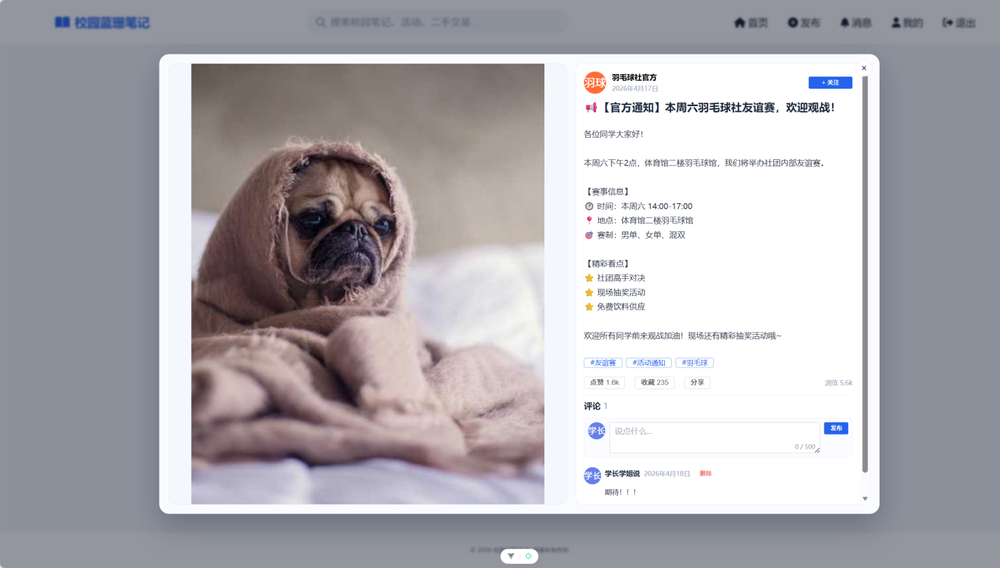 校园蓝珊笔记
搜索校园笔记、活动、二手交易...
首页
发布
消息
我的
退出
羽球
羽毛球社官方
2026年4月17日
+ 关注
【官方通知】本周六羽毛球社友谊赛，欢迎观战！
各位同学大家好！
本周六下午2点，体育馆二楼羽毛球馆，我们将举办社团内部友谊赛。
【赛事信息】
时间：本周六 14:00-17:00
地点：体育馆二楼羽毛球馆
赛制：男单、女单、混双
【精彩看点】
社团高手对决
现场抽奖活动
免费饮料供应
欢迎所有同学前来观战加油！现场还有精彩抽奖活动哦~
#友谊赛 #活动通知 #羽毛球
点赞 1.6k 收藏 235 分享 浏览 5.6k
评论 1
学长
说点什么...
0 / 500
发布
学长
学长学姐说 2026年4月18日 删除
期待！！！